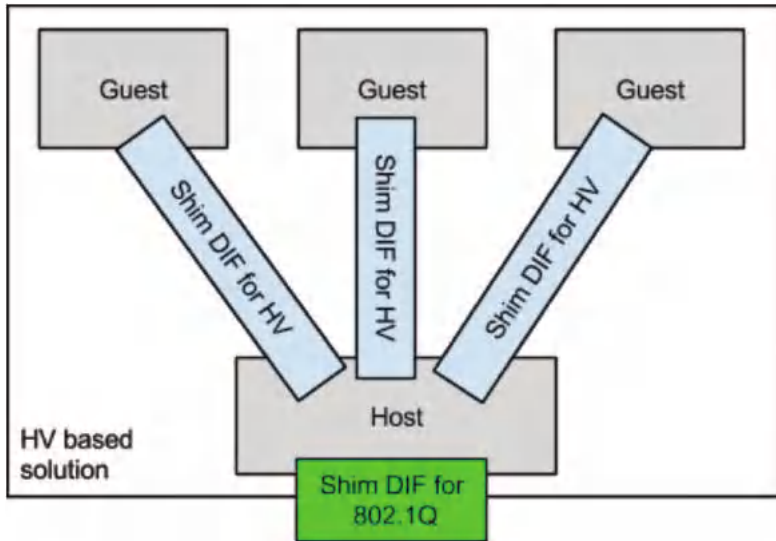 Guest
Guest
Guest
Shim DIF for HV
Shim DIF for HV
Shim DIF for HV
Host
HV based
solution
Shim DIF for
802.1Q